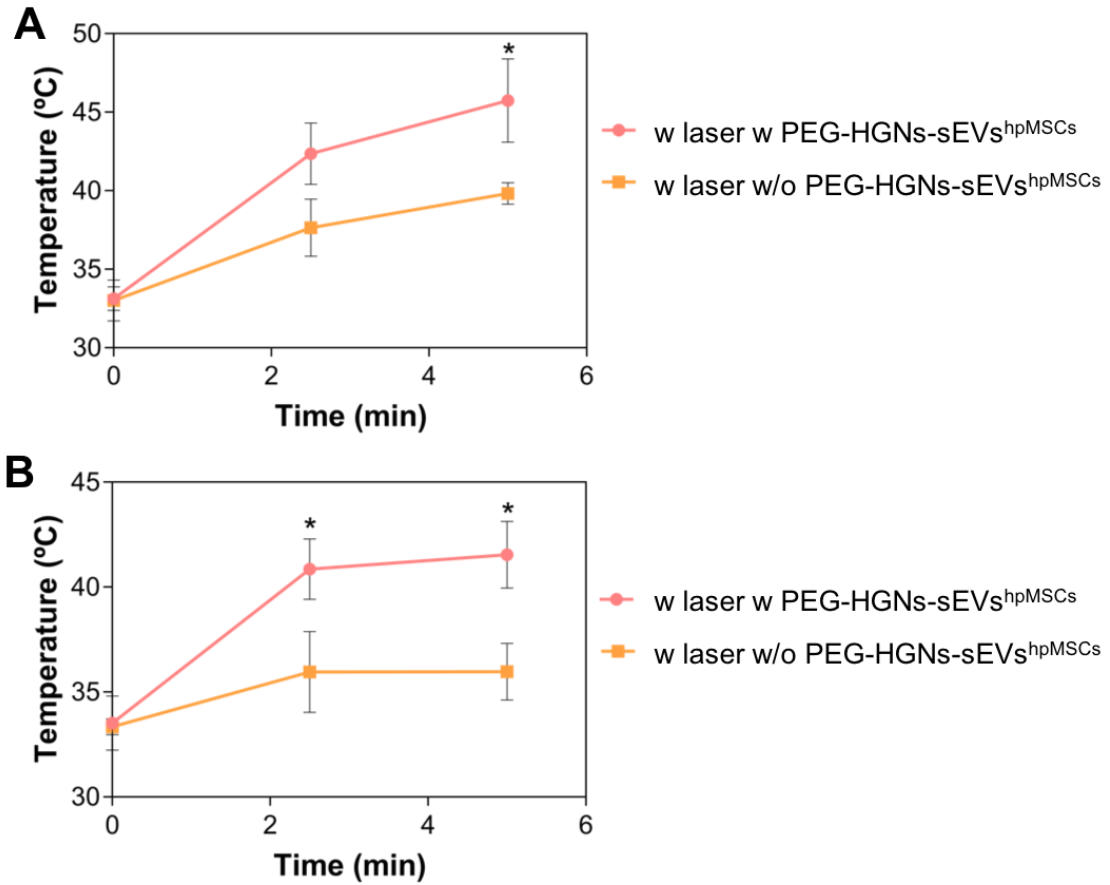 A
50
*
45
40
35
30
Temperature (ºC)
0 2 4 6
Time (min)
w laser w PEG-HGNs-sEVshpMSCs
w laser w/o PEG-HGNs-sEVshpMSCs
B
45
* *
40
35
30
Temperature (ºC)
0 2 4 6
Time (min)
w laser w PEG-HGNs-sEVshpMSCs
w laser w/o PEG-HGNs-sEVshpMSCs